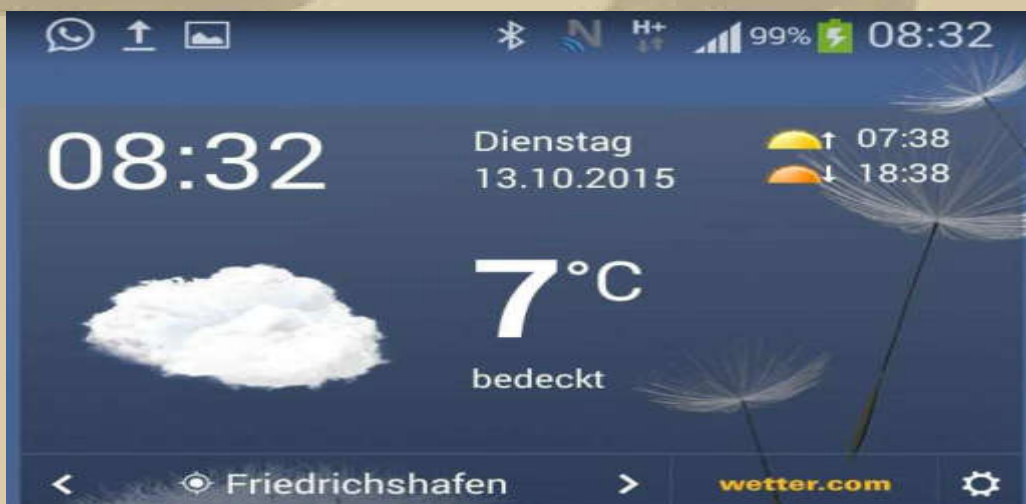 N H+ 99% 08:32
08:32
Dienstag
13.10.2015
07:38
18:38
7°C
bedeckt
Friedrichshafen
wetter.com